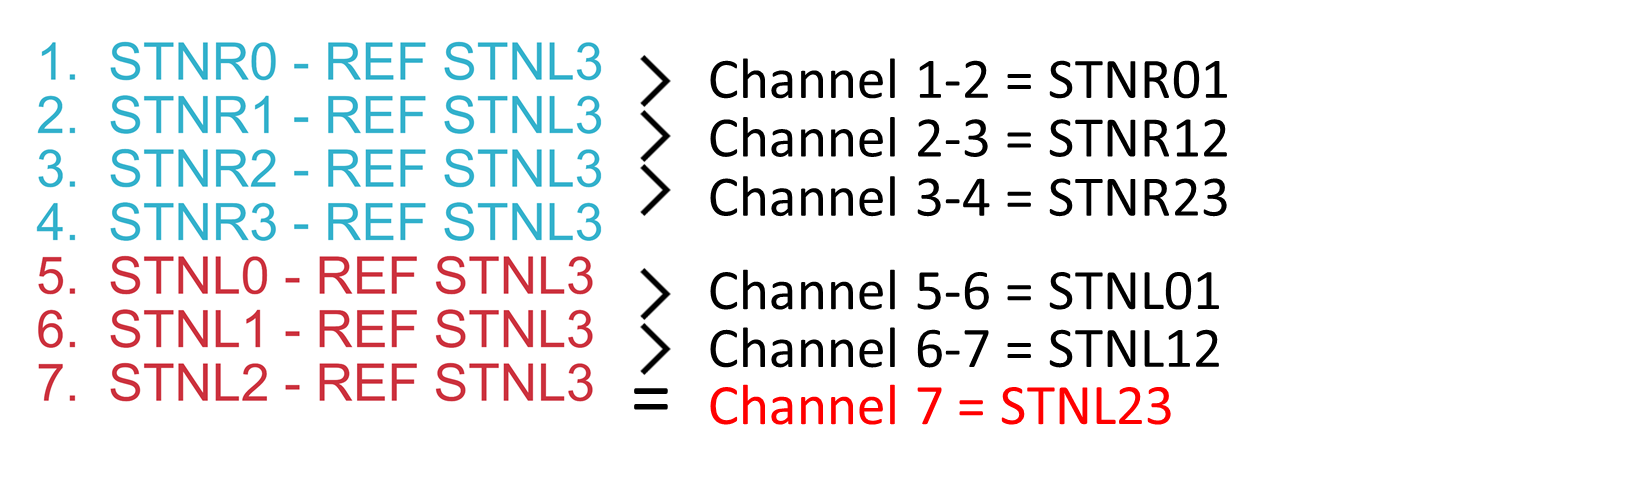 1. STNR0 - REF STNL3
2. STNR1 - REF STNL3
3. STNR2 - REF STNL3
4. STNR3 - REF STNL3
5. STNL0 - REF STNL3
6. STNL1 - REF STNL3
7. STNL2 - REF STNL3
>
>
>
>
>
=
Channel 1-2 = STNR01
Channel 2-3 = STNR12
Channel 3-4 = STNR23
Channel 5-6 = STNL01
Channel 6-7 = STNL12
Channel 7 = STNL23